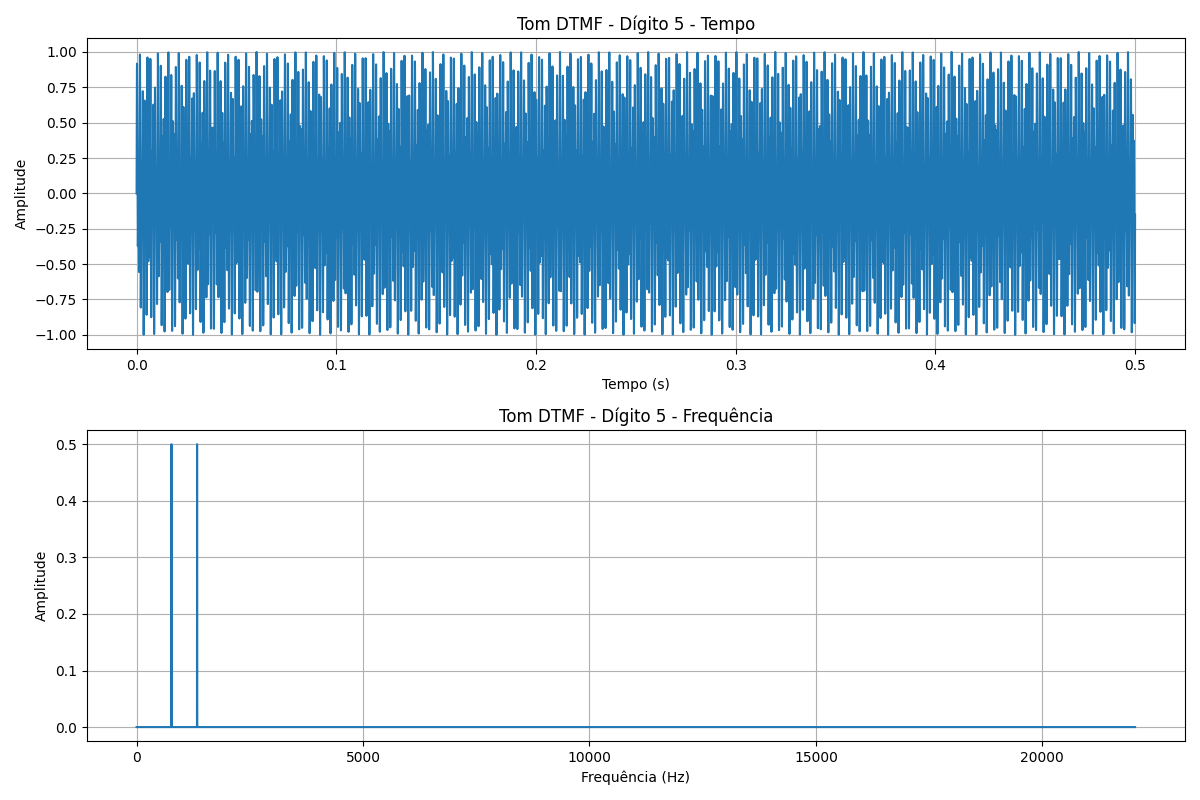 Tom DTMF - Dígito 5 - Tempo
1.00
0.75
0.50
0.25
0.00
−0.25
−0.50
−0.75
−1.00
Amplitude
0.0 0.1 0.2 0.3 0.4 0.5
Tempo (s)
Tom DTMF - Dígito 5 - Frequência
0.5
0.4
0.3
0.2
0.1
0.0
Amplitude
0 5000 10000 15000 20000
Frequência (Hz)